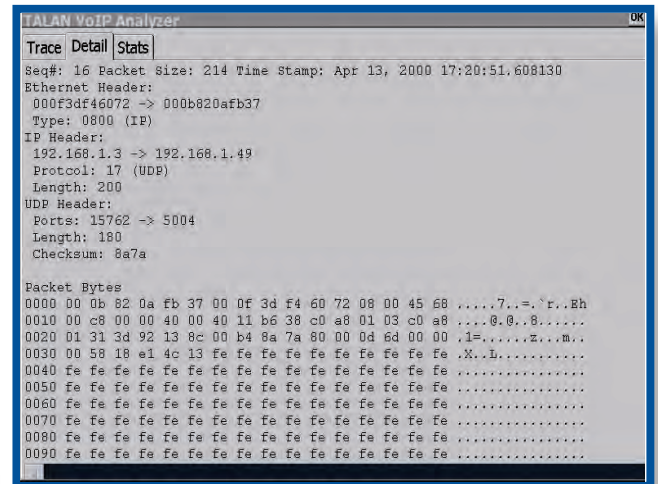 TALAN VoIP Analyzer
OK
Trace Detail Stats
Seq#: 16 Packet Size: 214 Time Stamp: Apr 13, 2000 17:20:51.608130
Ethernet Header:
000f3df46072 -> 000b820afb37
Type: 0800 (IP)
IP Header:
192.168.1.3 -> 192.168.1.49
Protcol: 17 (UDP)
Length: 200
UDP Header:
Ports: 15762 -> 5004
Length: 180
Checksum: 8a7a
Packet Bytes
0000 00 0b 82 0a fb 37 00 0f 3d f4 60 72 08 00 45 68 .....7..=.`r..Eh
0010 00 c8 00 00 40 00 40 11 b6 38 c0 a8 01 03 c0 a8 ....@.@..8......
0020 01 31 3d 92 13 8c 00 b4 8a 7a 80 00 0d 6d 00 00 .1=......z...m..
0030 00 58 18 e1 4c 13 fe fe fe fe fe fe fe fe fe fe .X..L...........
0040 fe fe fe fe fe fe fe fe fe fe fe fe fe fe fe fe ................
0050 fe fe fe fe fe fe fe fe fe fe fe fe fe fe fe fe ................
0060 fe fe fe fe fe fe fe fe fe fe fe fe fe fe fe fe ................
0070 fe fe fe fe fe fe fe fe fe fe fe fe fe fe fe fe ................
0080 fe fe fe fe fe fe fe fe fe fe fe fe fe fe fe fe ................
0090 fe fe fe fe fe fe fe fe fe fe fe fe fe fe fe fe ................